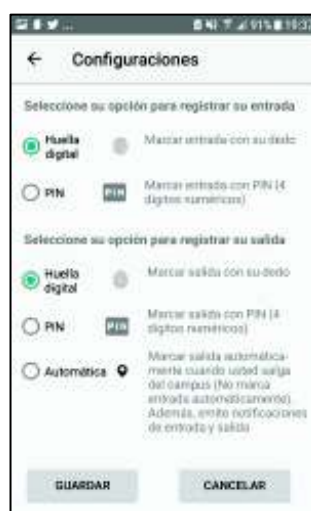 91% 19:37
Configuraciones
Seleccione su opción para registrar su entrada
Huella
digital
Marcar entrada con su dedo
PIN
PIN
Marcar entrada con PIN (4
dígitos numéricos)
Seleccione su opción para registrar su salida
Huella
digital
Marcar salida con su dedo
PIN
PIN
Marcar salida con PIN (4
dígitos numéricos)
Automática
Marcar salida automática-
mente cuando usted salga
del campus (No marca
entrada automáticamente).
Además, emite notificaciones
de entrada y salida
GUARDAR
CANCELAR